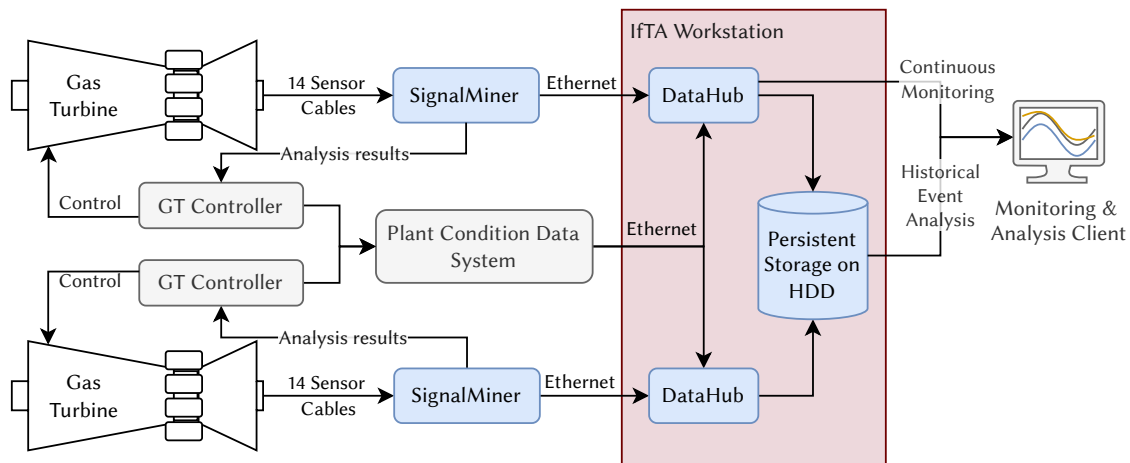 IfTA Workstation
Gas
Turbine
14 Sensor
Cables
SignalMiner
Ethernet
DataHub
Continuous
Monitoring
Analysis results
Control
GT Controller
Plant Condition Data
System
Ethernet
Persistent
Storage on
HDD
Historical
Event
Analysis
Monitoring &
Analysis Client
Control
GT Controller
Analysis results
Gas
Turbine
14 Sensor
Cables
SignalMiner
Ethernet
DataHub